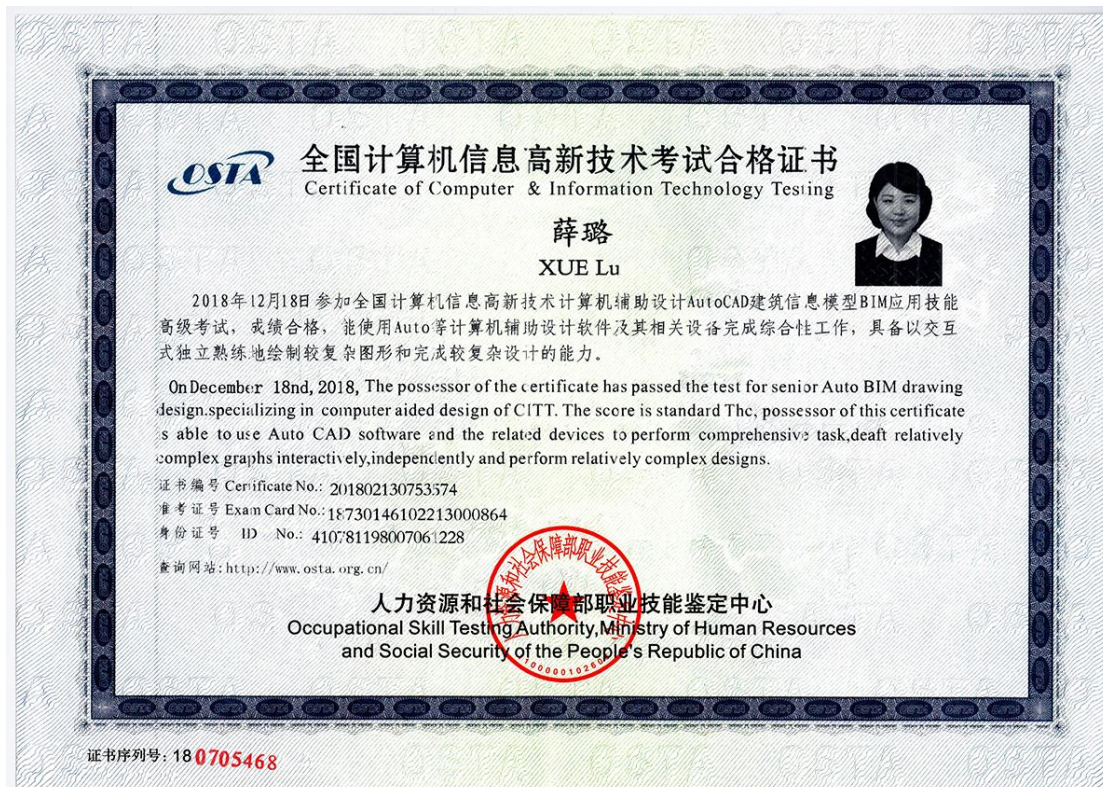 OSTA
全国计算机信息高新技术考试合格证书
Certificate of Computer & Information Technology Testing
薛璐
XUE Lu
2018年12月18日参加全国计算机信息高新技术计算机辅助设计AutoCAD建筑信息模型BIM应用技能
高级考试，成绩合格，能使用Auto等计算机辅助设计软件及其相关设备完成综合性工作，具备以交互
式独立熟练地绘制较复杂图形和完成较复杂设计的能力。
On December 18nd, 2018, The possessor of the certificate has passed the test for senior Auto BIM drawing
design.specializing in computer aided design of CITT. The score is standard Thc, possessor of this certificate
is able to use Auto CAD software and the related devices to perform comprehensive task,deaft relatively
complex graphs interactively,independently and perform relatively complex designs.
证书编号 Certificate No.: 201802130753574
准考证号 Exam Card No.: 18730146102213000864
身份证号 ID No.: 410781198007061228
查询网站:http://www.osta.org.cn/
人力资源和社会保障部职业技能鉴定中心
Occupational Skill Testing Authority,Ministry of Human Resources
and Social Security of the People's Republic of China
证书序列号: 18 0705468